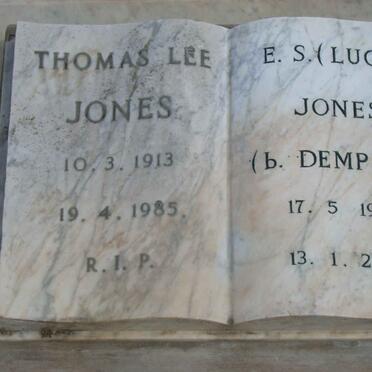 THOMAS LEE
JONES
10.3.1913
19.4.1985.
R.I.P.
E.S.(LUC
JONES
(b. DEMP
17.5 19
13.1.2